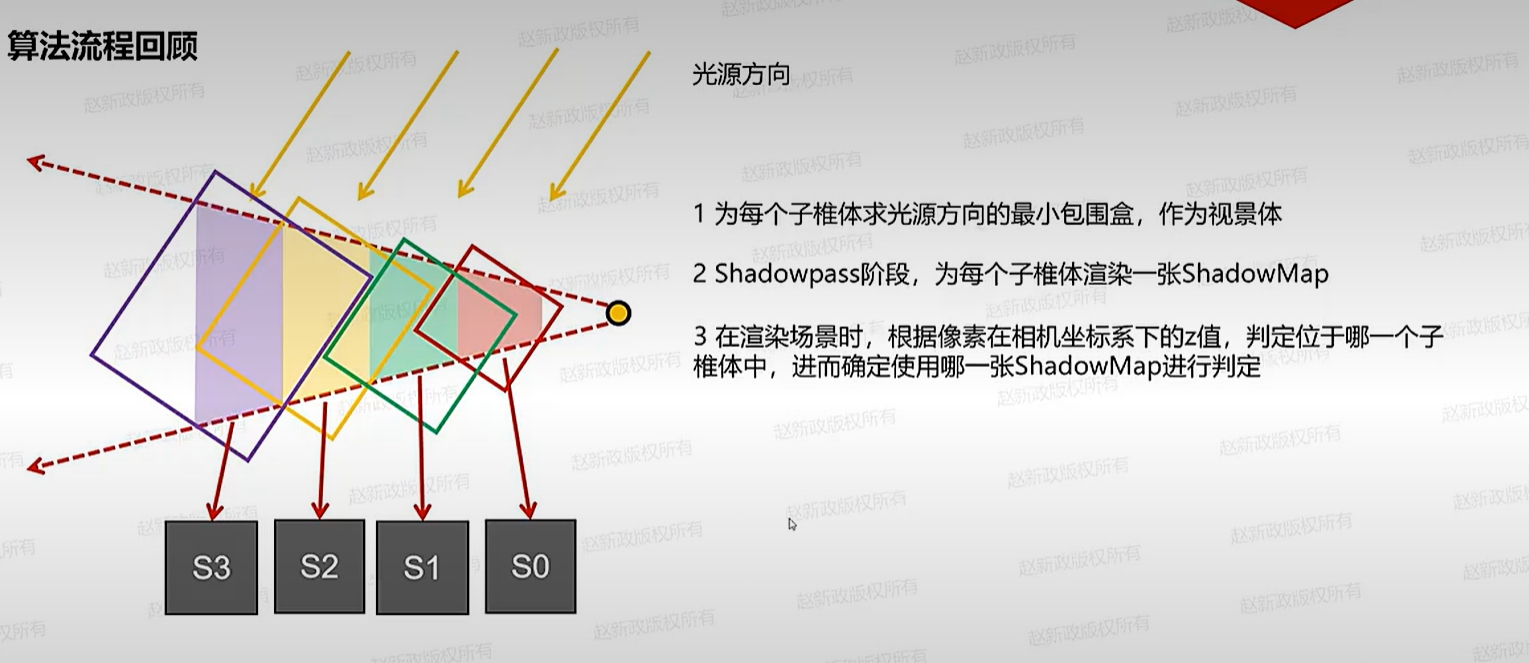 算法流程回顾
光源方向
1 为每个子椎体求光源方向的最小包围盒，作为视景体
2 Shadowpass阶段，为每个子椎体渲染一张ShadowMap
3 在渲染场景时，根据像素在相机坐标系下的z值，判定位于哪一个子
椎体中，进而确定使用哪一张ShadowMap进行判定
S3 S2 S1 S0
赵新政版权所有